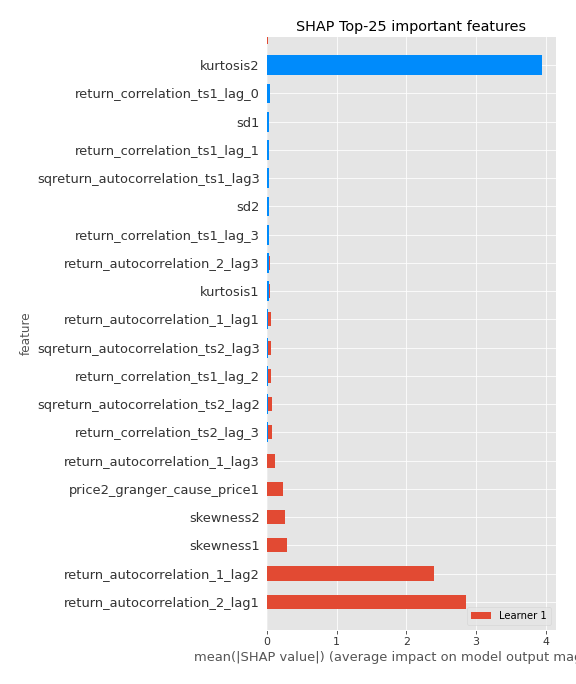 SHAP Top-25 important features
kurtosis2
return_correlation_ts1_lag_0
sd1
return_correlation_ts1_lag_1
sqreturn_autocorrelation_ts1_lag3
sd2
return_correlation_ts1_lag_3
return_autocorrelation_2_lag3
kurtosis1
return_autocorrelation_1_lag1
sqreturn_autocorrelation_ts2_lag3
return_correlation_ts1_lag_2
sqreturn_autocorrelation_ts2_lag2
return_correlation_ts2_lag_3
return_autocorrelation_1_lag3
price2_granger_cause_price1
skewness2
skewness1
return_autocorrelation_1_lag2
return_autocorrelation_2_lag1
feature
Learner 1
0 1 2 3 4
mean(|SHAP value|) (average impact on model output mag